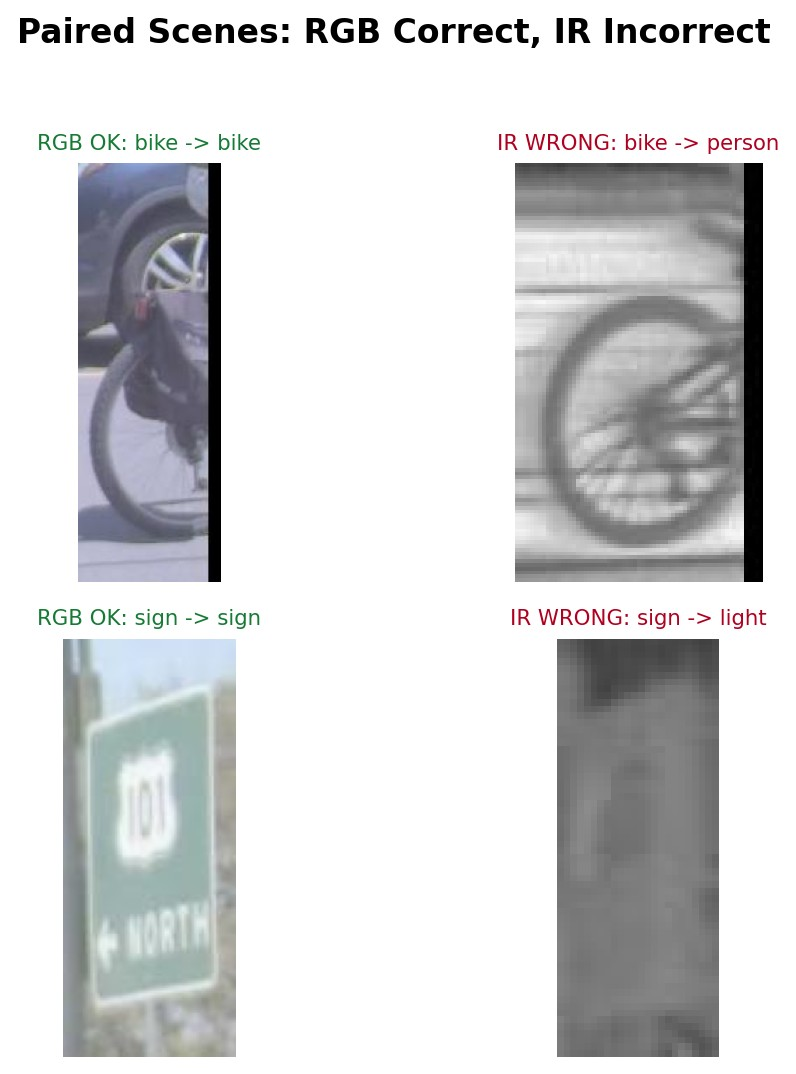 Paired Scenes: RGB Correct, IR Incorrect
RGB OK: bike -> bike
IR WRONG: bike -> person
RGB OK: sign -> sign
IR WRONG: sign -> light
101
← NORTH